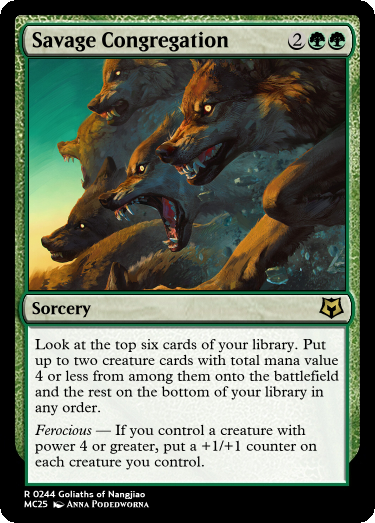 Savage Congregation 2
Sorcery
Look at the top six cards of your library. Put
up to two creature cards with total mana value
4 or less from among them onto the battlefield
and the rest on the bottom of your library in
any order.
Ferocious — If you control a creature with
power 4 or greater, put a +1/+1 counter on
each creature you control.
R 0244 Goliaths of Nangjiao
MC25 Anna Podedworna